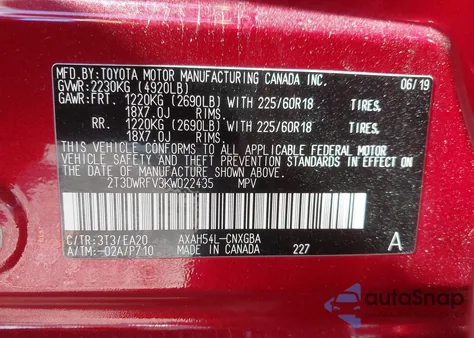 MFD. BY: TOYOTA MOTOR MANUFACTURING CANADA INC. 06/19
GVWR: 2230KG (4920LB)
GAWR: FRT. 1220KG (2690LB) WITH 225/60R18 TIRES,
18X7.0J RIMS,
RR. 1220KG (2690LB) WITH 225/60R18 TIRES,
18X7.0J RIMS,
THIS VEHICLE CONFORMS TO ALL APPLICABLE FEDERAL MOTOR
VEHICLE SAFETY AND BUMPER STANDARDS IN EFFECT ON THE DATE OF
MANUFACTURE SHOWN ABOVE.
2T3DWRFV3KW022435 MPV
C/TR:3T3/EA20 AXAH54L-CNXGBA
A/TM:-02A/P710 MADE IN CANADA 227 A
autoSnap